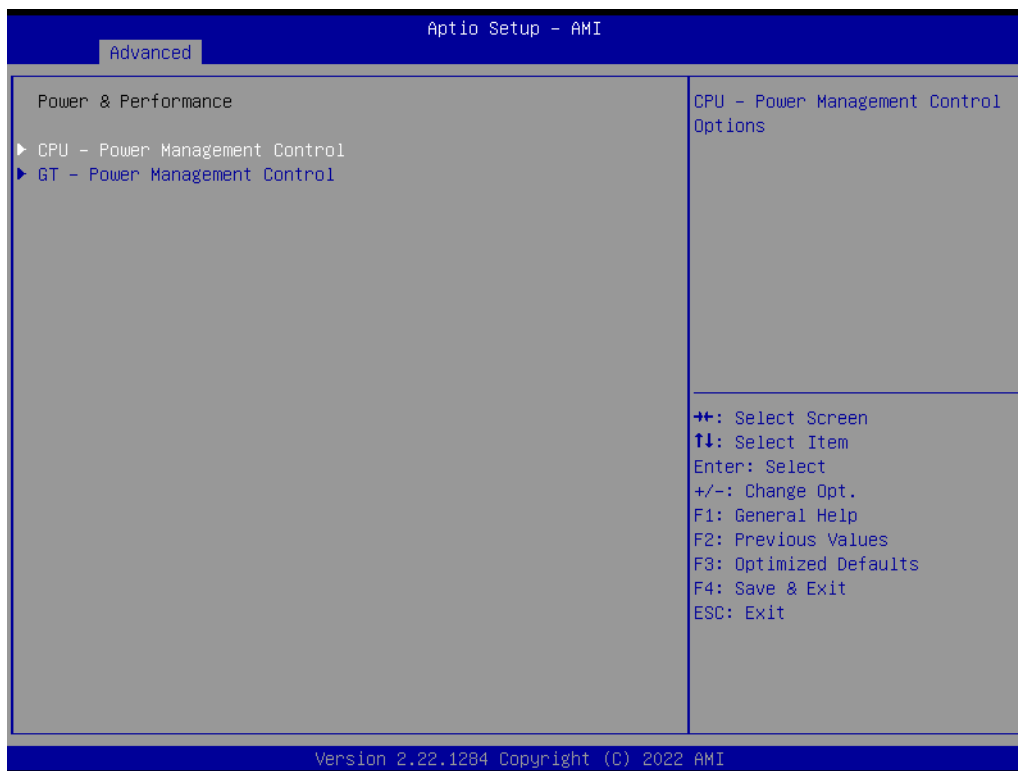 Aptio Setup – AMI
Advanced
Power & Performance
▶ CPU – Power Management Control
▶ GT – Power Management Control
CPU – Power Management Control
Options
→←: Select Screen
↑↓: Select Item
Enter: Select
+/-: Change Opt.
F1: General Help
F2: Previous Values
F3: Optimized Defaults
F4: Save & Exit
ESC: Exit
Version 2.22.1284 Copyright (C) 2022 AMI